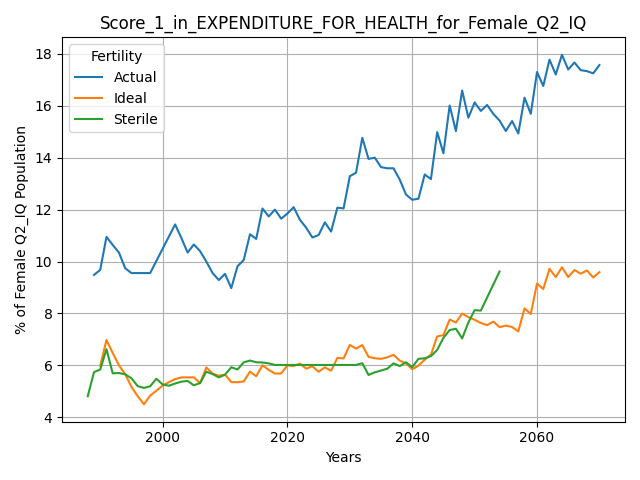 Score_1_in_EXPENDITURE_FOR_HEALTH_for_Female_Q2_IQ
Fertility
Actual
Ideal
Sterile
% of Female Q2_IQ Population
18
16
14
12
10
8
6
4
2000
2020
2040
2060
Years